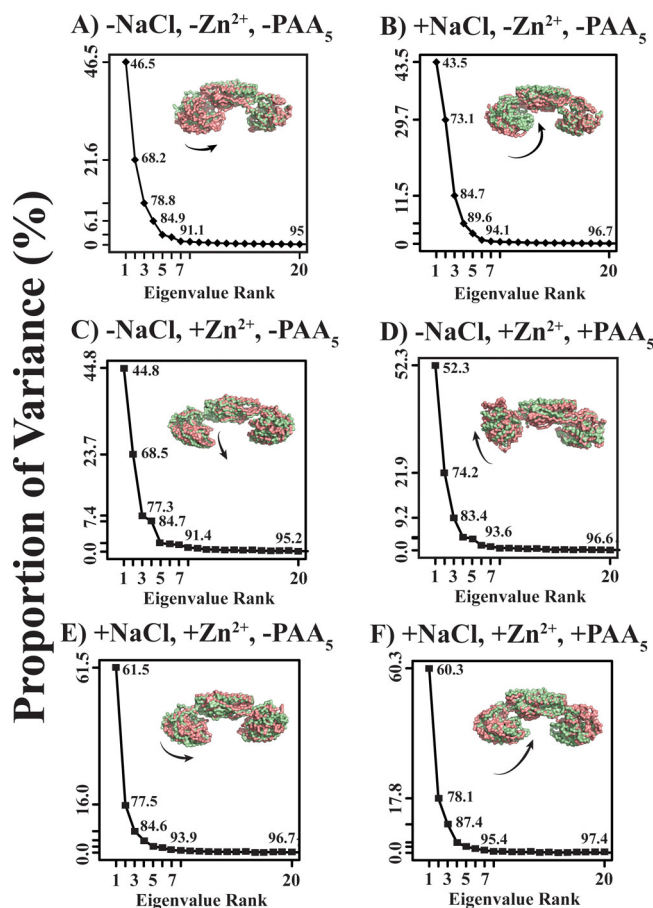 Proportion of Variance (%)
A) -NaCl, -Zn²⁺, -PAA₅
46.5
21.6
6.1
0
46.5
68.2
78.8
84.9
91.1
95
1 3 5 7 20
Eigenvalue Rank
B) +NaCl, -Zn²⁺, -PAA₅
43.5
29.7
11.5
0
43.5
73.1
84.7
89.6
94.1
96.7
1 3 5 7 20
Eigenvalue Rank
C) -NaCl, +Zn²⁺, -PAA₅
44.8
23.7
7.4
0.0
44.8
68.5
77.3
84.7
91.4
95.2
1 3 5 7 20
Eigenvalue Rank
D) -NaCl, +Zn²⁺, +PAA₅
52.3
21.9
9.2
0.0
52.3
74.2
83.4
93.6
96.6
1 3 5 7 20
Eigenvalue Rank
E) +NaCl, +Zn²⁺, -PAA₅
61.5
16.0
0.0
61.5
77.5
84.6
93.9
96.7
1 3 5 7 20
Eigenvalue Rank
F) +NaCl, +Zn²⁺, +PAA₅
60.3
17.8
0.0
60.3
78.1
87.4
95.4
97.4
1 3 5 7 20
Eigenvalue Rank